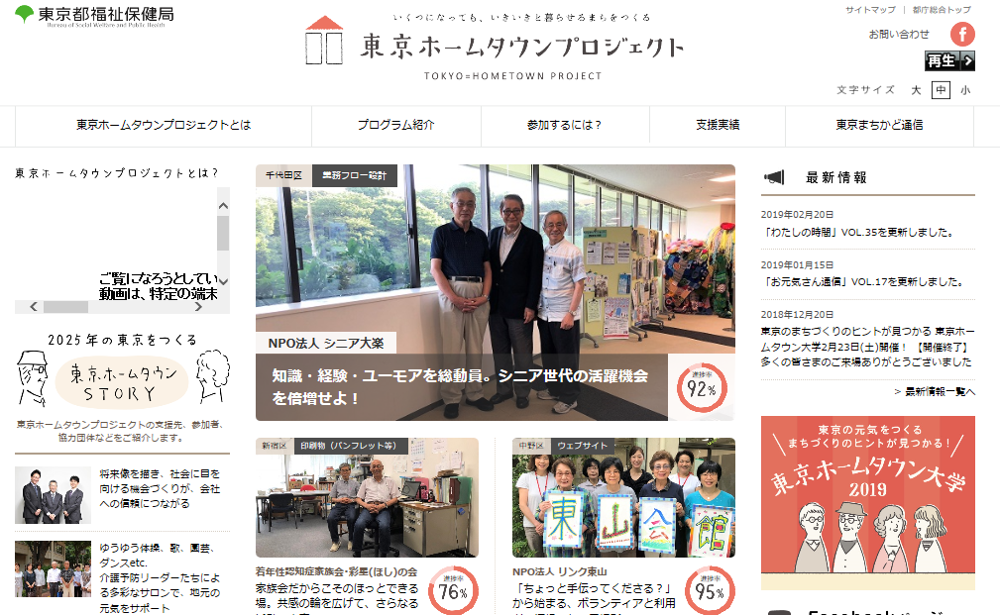 東京都福祉保健局
Bureau of Social Welfare and Public Health
いくつになっても、いきいきと暮らせるまちをつくる
東京ホームタウンプロジェクト
TOKYO=HOMETOWN PROJECT
サイトマップ | 都庁総合トップ
お問い合わせ
再生
文字サイズ 大 中 小
東京ホームタウンプロジェクトとは
プログラム紹介
参加するには？
支援実績
東京まちかど通信
東京ホームタウンプロジェクトとは？
ご覧になろうとしてい
動画は、特定の端末
2025年の東京をつくる
東京ホームタウン
STORY
東京ホームタウンプロジェクトの支援先、参加者、
協力団体などをご紹介します。
将来像を描き、社会に目を
向ける機会づくりが、会社
への信頼につながる
ゆうゆう体操、歌、園芸、
ダンスetc.
介護予防リーダーたちによ
る多彩なサロンで、地元の
元気をサポート
千代田区 業務フロー設計
NPO法人 シニア大楽
知識・経験・ユーモアを総動員。シニア世代の活躍機会
を倍増せよ！
進捗率
92%
新宿区 印刷物（パンフレット等）
若年性認知症家族会・彩星(ほし)の会
家族会だからこそのほっとできる
場。共感の輪を広げて、さらなる
進捗率
76%
中野区 ウェブサイト
東山会館
NPO法人 リンク東山
「ちょっと手伝ってくださる？」
から始まる、ボランティアと利用
進捗率
95%
最新情報
2019年02月20日
「わたしの時間」VOL.35を更新しました。
2019年01月15日
「お元気さん通信」VOL.17を更新しました。
2018年12月20日
東京のまちづくりのヒントが見つかる 東京ホー
ムタウン大学2月23日(土)開催！ 【開催終了】
多くの皆さまのご来場ありがとうございました
> 最新情報一覧へ
東京の元気をつくる
まちづくりのヒントが見つかる！
東京ホームタウン大学
2019
Facebookページ